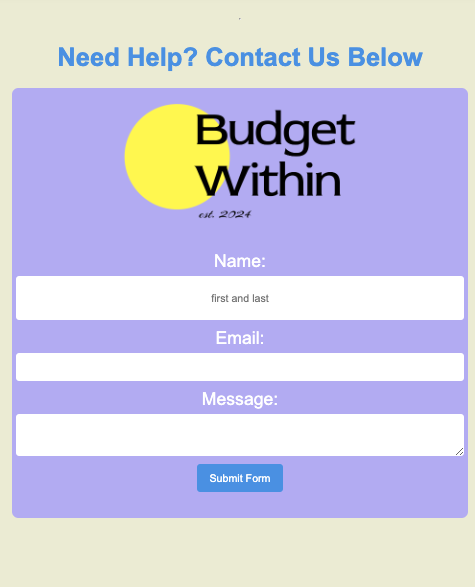 Need Help? Contact Us Below
Budget
Within
est. 2024
Name:
first and last
Email:
Message:
Submit Form